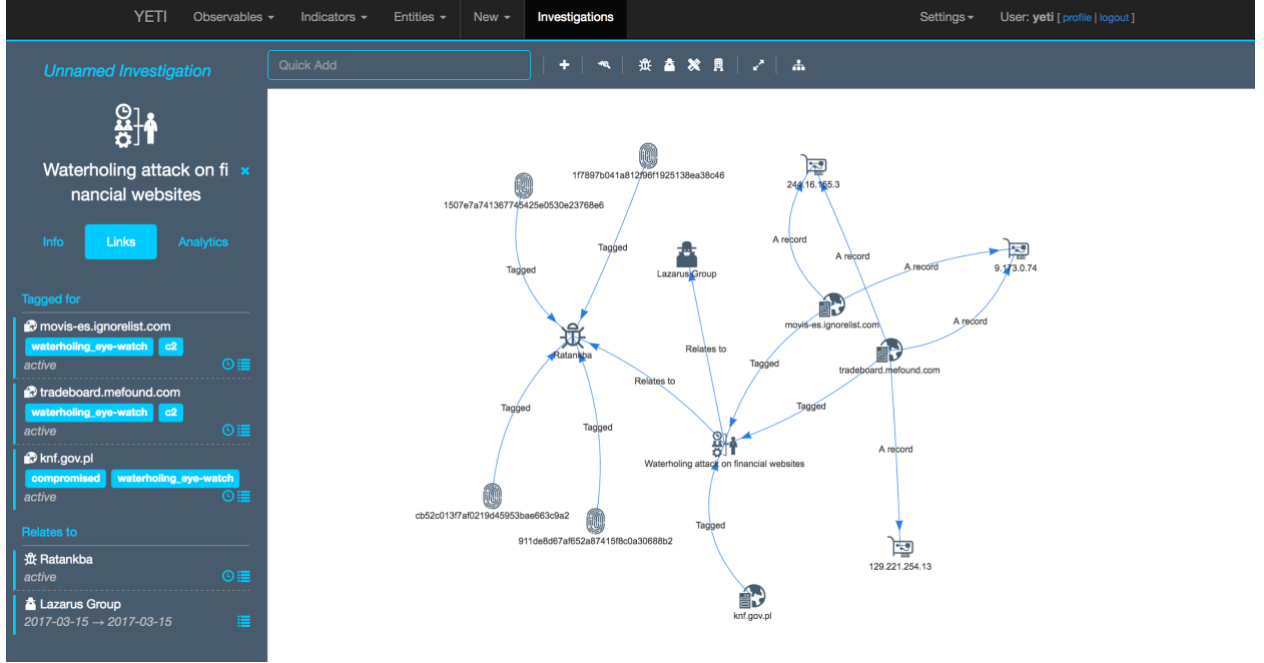 YETI Observables Indicators Entities New Investigations Settings User: yeti [ profile | logout ]
Unnamed Investigation
Quick Add
Waterholing attack on fi
nancial websites
Info Links Analytics
Tagged for
movis-es.ignorelist.com
waterholing_eye-watch c2
active
tradeboard.mefound.com
waterholing_eye-watch c2
active
knf.gov.pl
compromised waterholing_eye-watch
active
Relates to
Ratankba
active
Lazarus Group
2017-03-15 → 2017-03-15
1f7897b041a812f96f1925138ea38c46
1507e7a741367745425e0530e23768e6
244.16.155.3
Tagged
Lazarus Group
A record
A record
A record
9.173.0.74
Tagged
movis-es.ignorelist.com
A record
Ratankba
Relates to
Tagged
tradeboard.mefound.com
Relates to
Tagged
Tagged
Tagged
A record
Waterholing attack on financial websites
cb52c013f7af0219d45953bae663c9a2
Tagged
911de8d67af652a87415f8c0a30688b2
129.221.254.13
knf.gov.pl